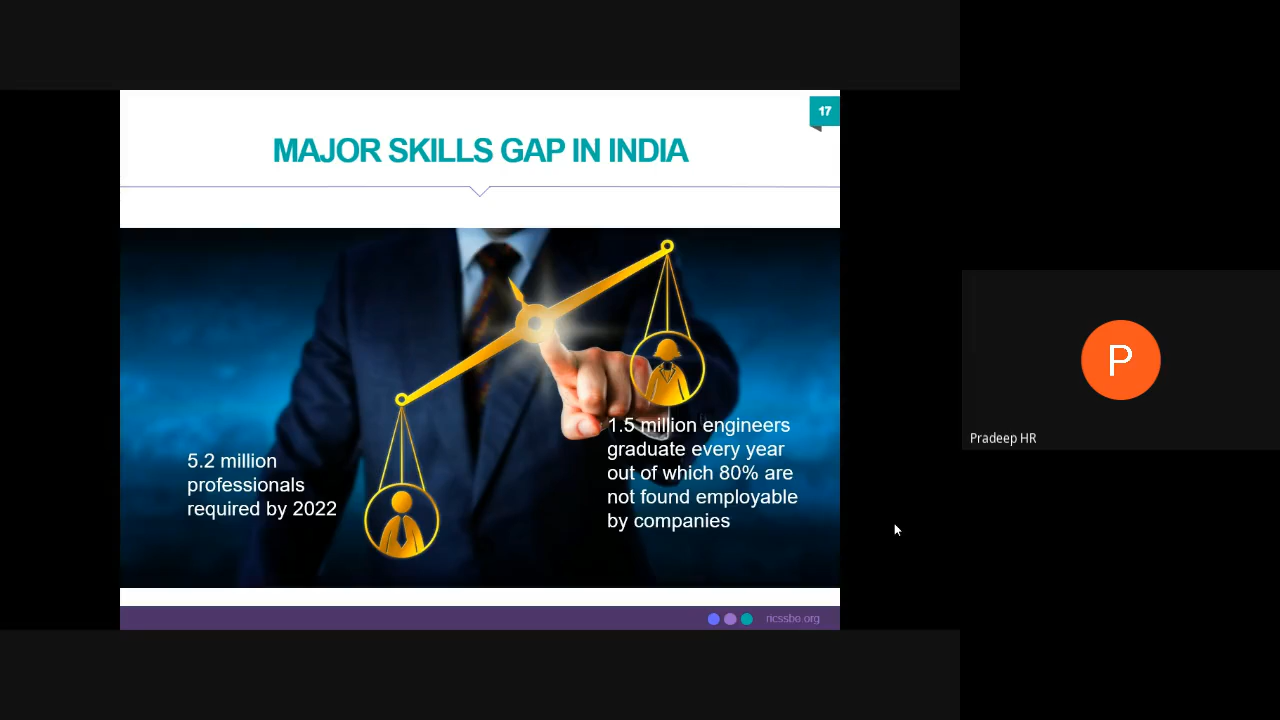 17
MAJOR SKILLS GAP IN INDIA
5.2 million
professionals
required by 2022
1.5 million engineers
graduate every year
out of which 80% are
not found employable
by companies
ricssbe.org
P
Pradeep HR